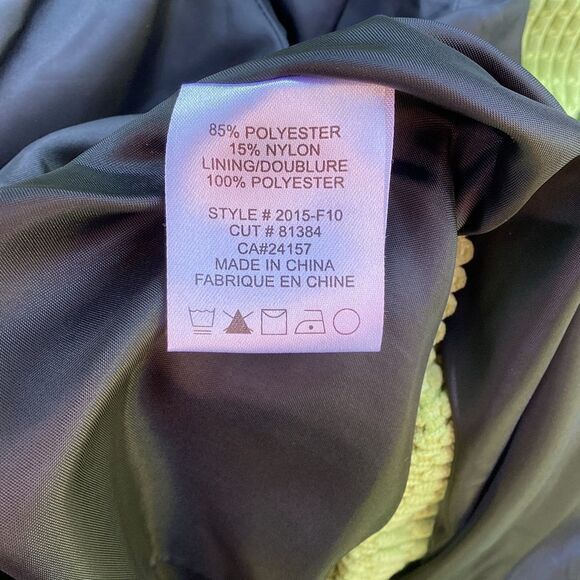 85% POLYESTER
15% NYLON
LINING/DOUBLURE
100% POLYESTER
STYLE # 2015-F10
CUT # 81384
CA#24157
MADE IN CHINA
FABRIQUE EN CHINE